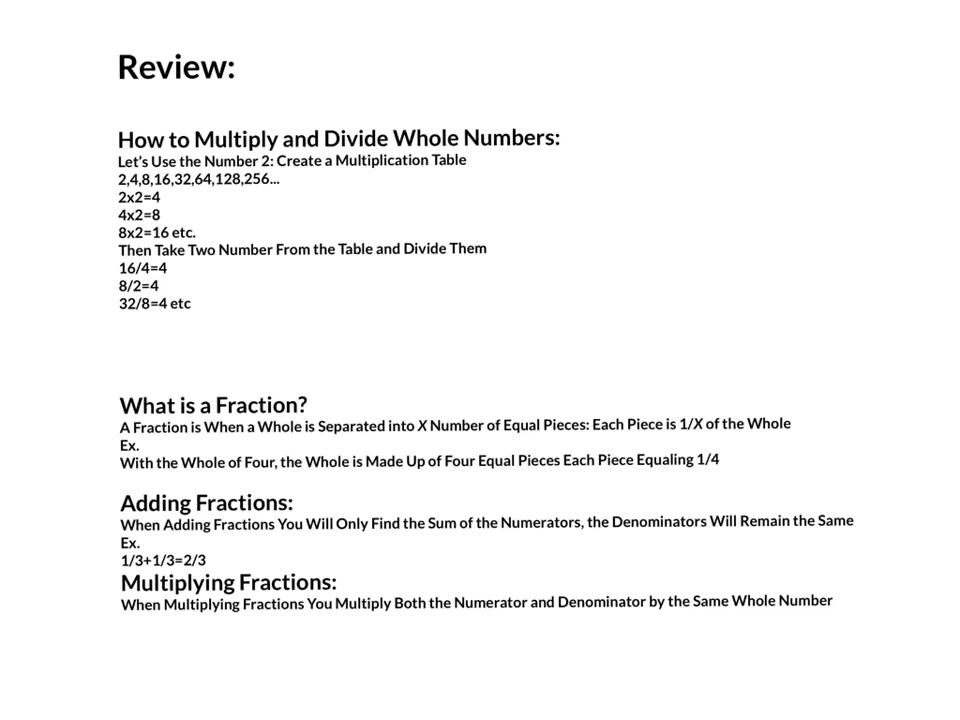 Review:
How to Multiply and Divide Whole Numbers:
Let's Use the Number 2: Create a Multiplication Table
2,4,8,16,32,64,128,256...
2x2=4
4x2=8
8x2=16 etc.
Then Take Two Number From the Table and Divide Them
16/4=4
8/2=4
32/8=4 etc
What is a Fraction?
A Fraction is When a Whole is Separated into X Number of Equal Pieces: Each Piece is 1/X of the Whole
Ex.
With the Whole of Four, the Whole is Made Up of Four Equal Pieces Each Piece Equaling 1/4
Adding Fractions:
When Adding Fractions You Will Only Find the Sum of the Numerators, the Denominators Will Remain the Same
Ex.
1/3+1/3=2/3
Multiplying Fractions:
When Multiplying Fractions You Multiply Both the Numerator and Denominator by the Same Whole Number